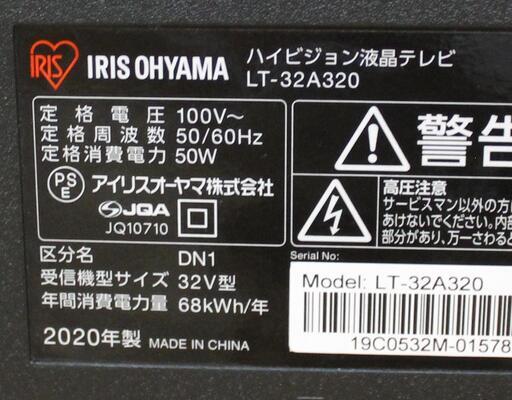 IRIS
IRIS OHYAMA
ハイビジョン液晶テレビ
LT-32A320
定格電圧 100V~
定格周波数 50/60Hz
定格消費電力 50W
PSE
アイリスオーヤマ株式会社
JQA
JQ10710
区分名 DN1
受信機型サイズ 32V型
年間消費電力量 68kWh/年
2020年製 MADE IN CHINA
警告
高圧注意
サービスマン以外の方は
あけないでください。内
部分があり、万一さわると
Serial No:
Model: LT-32A320
19C0532M-01578